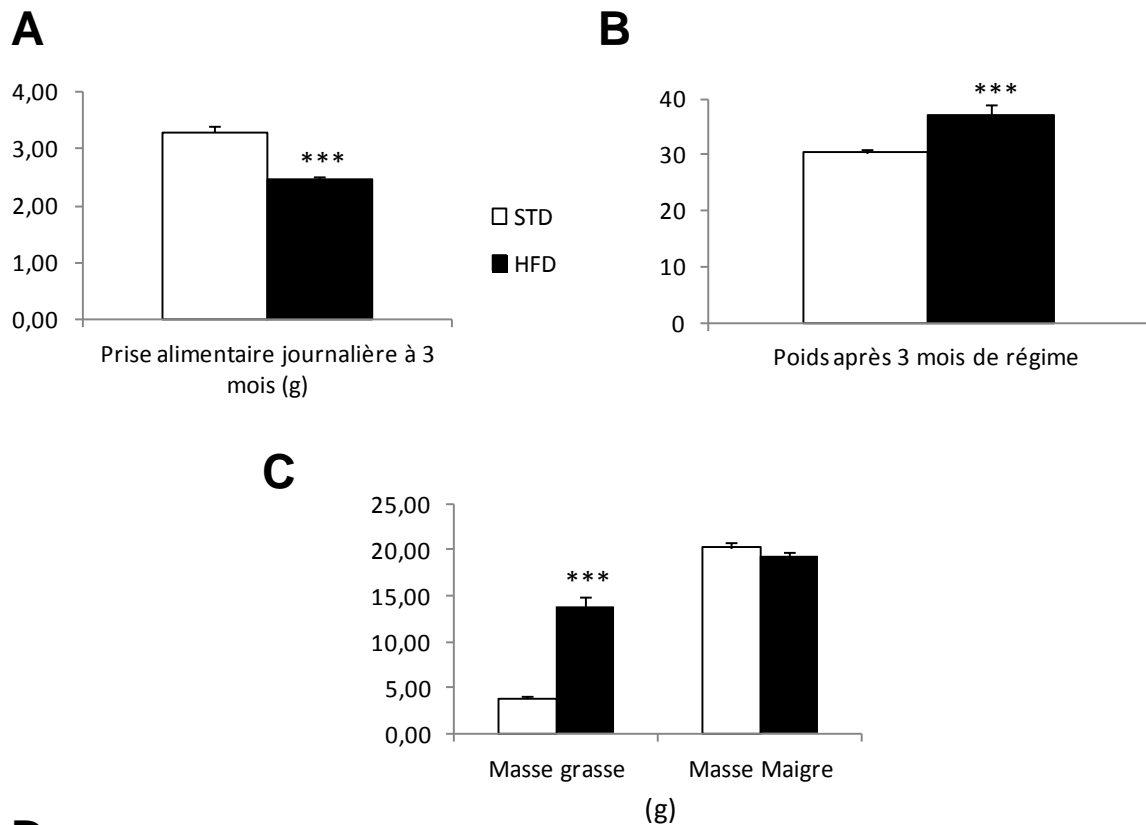 A
4,00
3,00
2,00
1,00
0,00
***
Prise alimentaire journalière à 3
mois (g)
STD
HFD
B
40
30
20
10
0
***
Poids après 3 mois de régime
C
25,00
20,00
15,00
10,00
5,00
0,00
***
Masse grasse
Masse Maigre
(g)